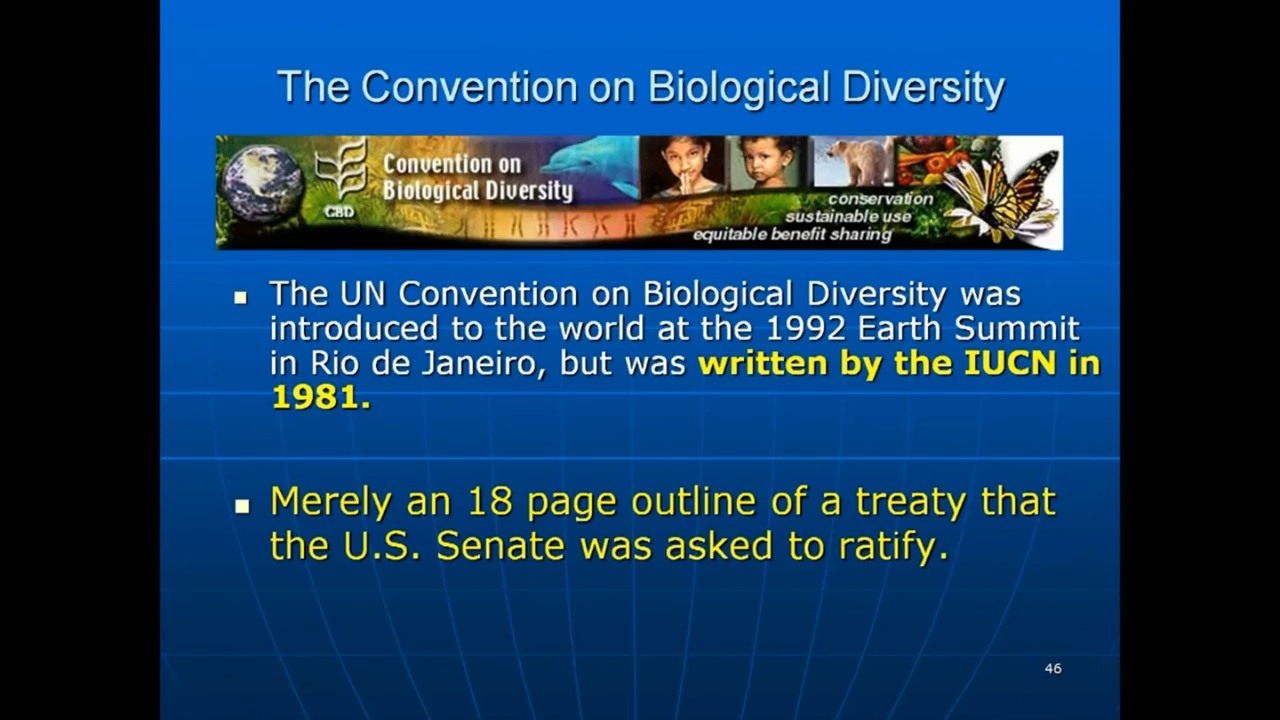 The Convention on Biological Diversity
Convention on
Biological Diversity
CBD
conservation
sustainable use
equitable benefit sharing
The UN Convention on Biological Diversity was
introduced to the world at the 1992 Earth Summit
in Rio de Janeiro, but was written by the IUCN in
1981.
Merely an 18 page outline of a treaty that
the U.S. Senate was asked to ratify.
46